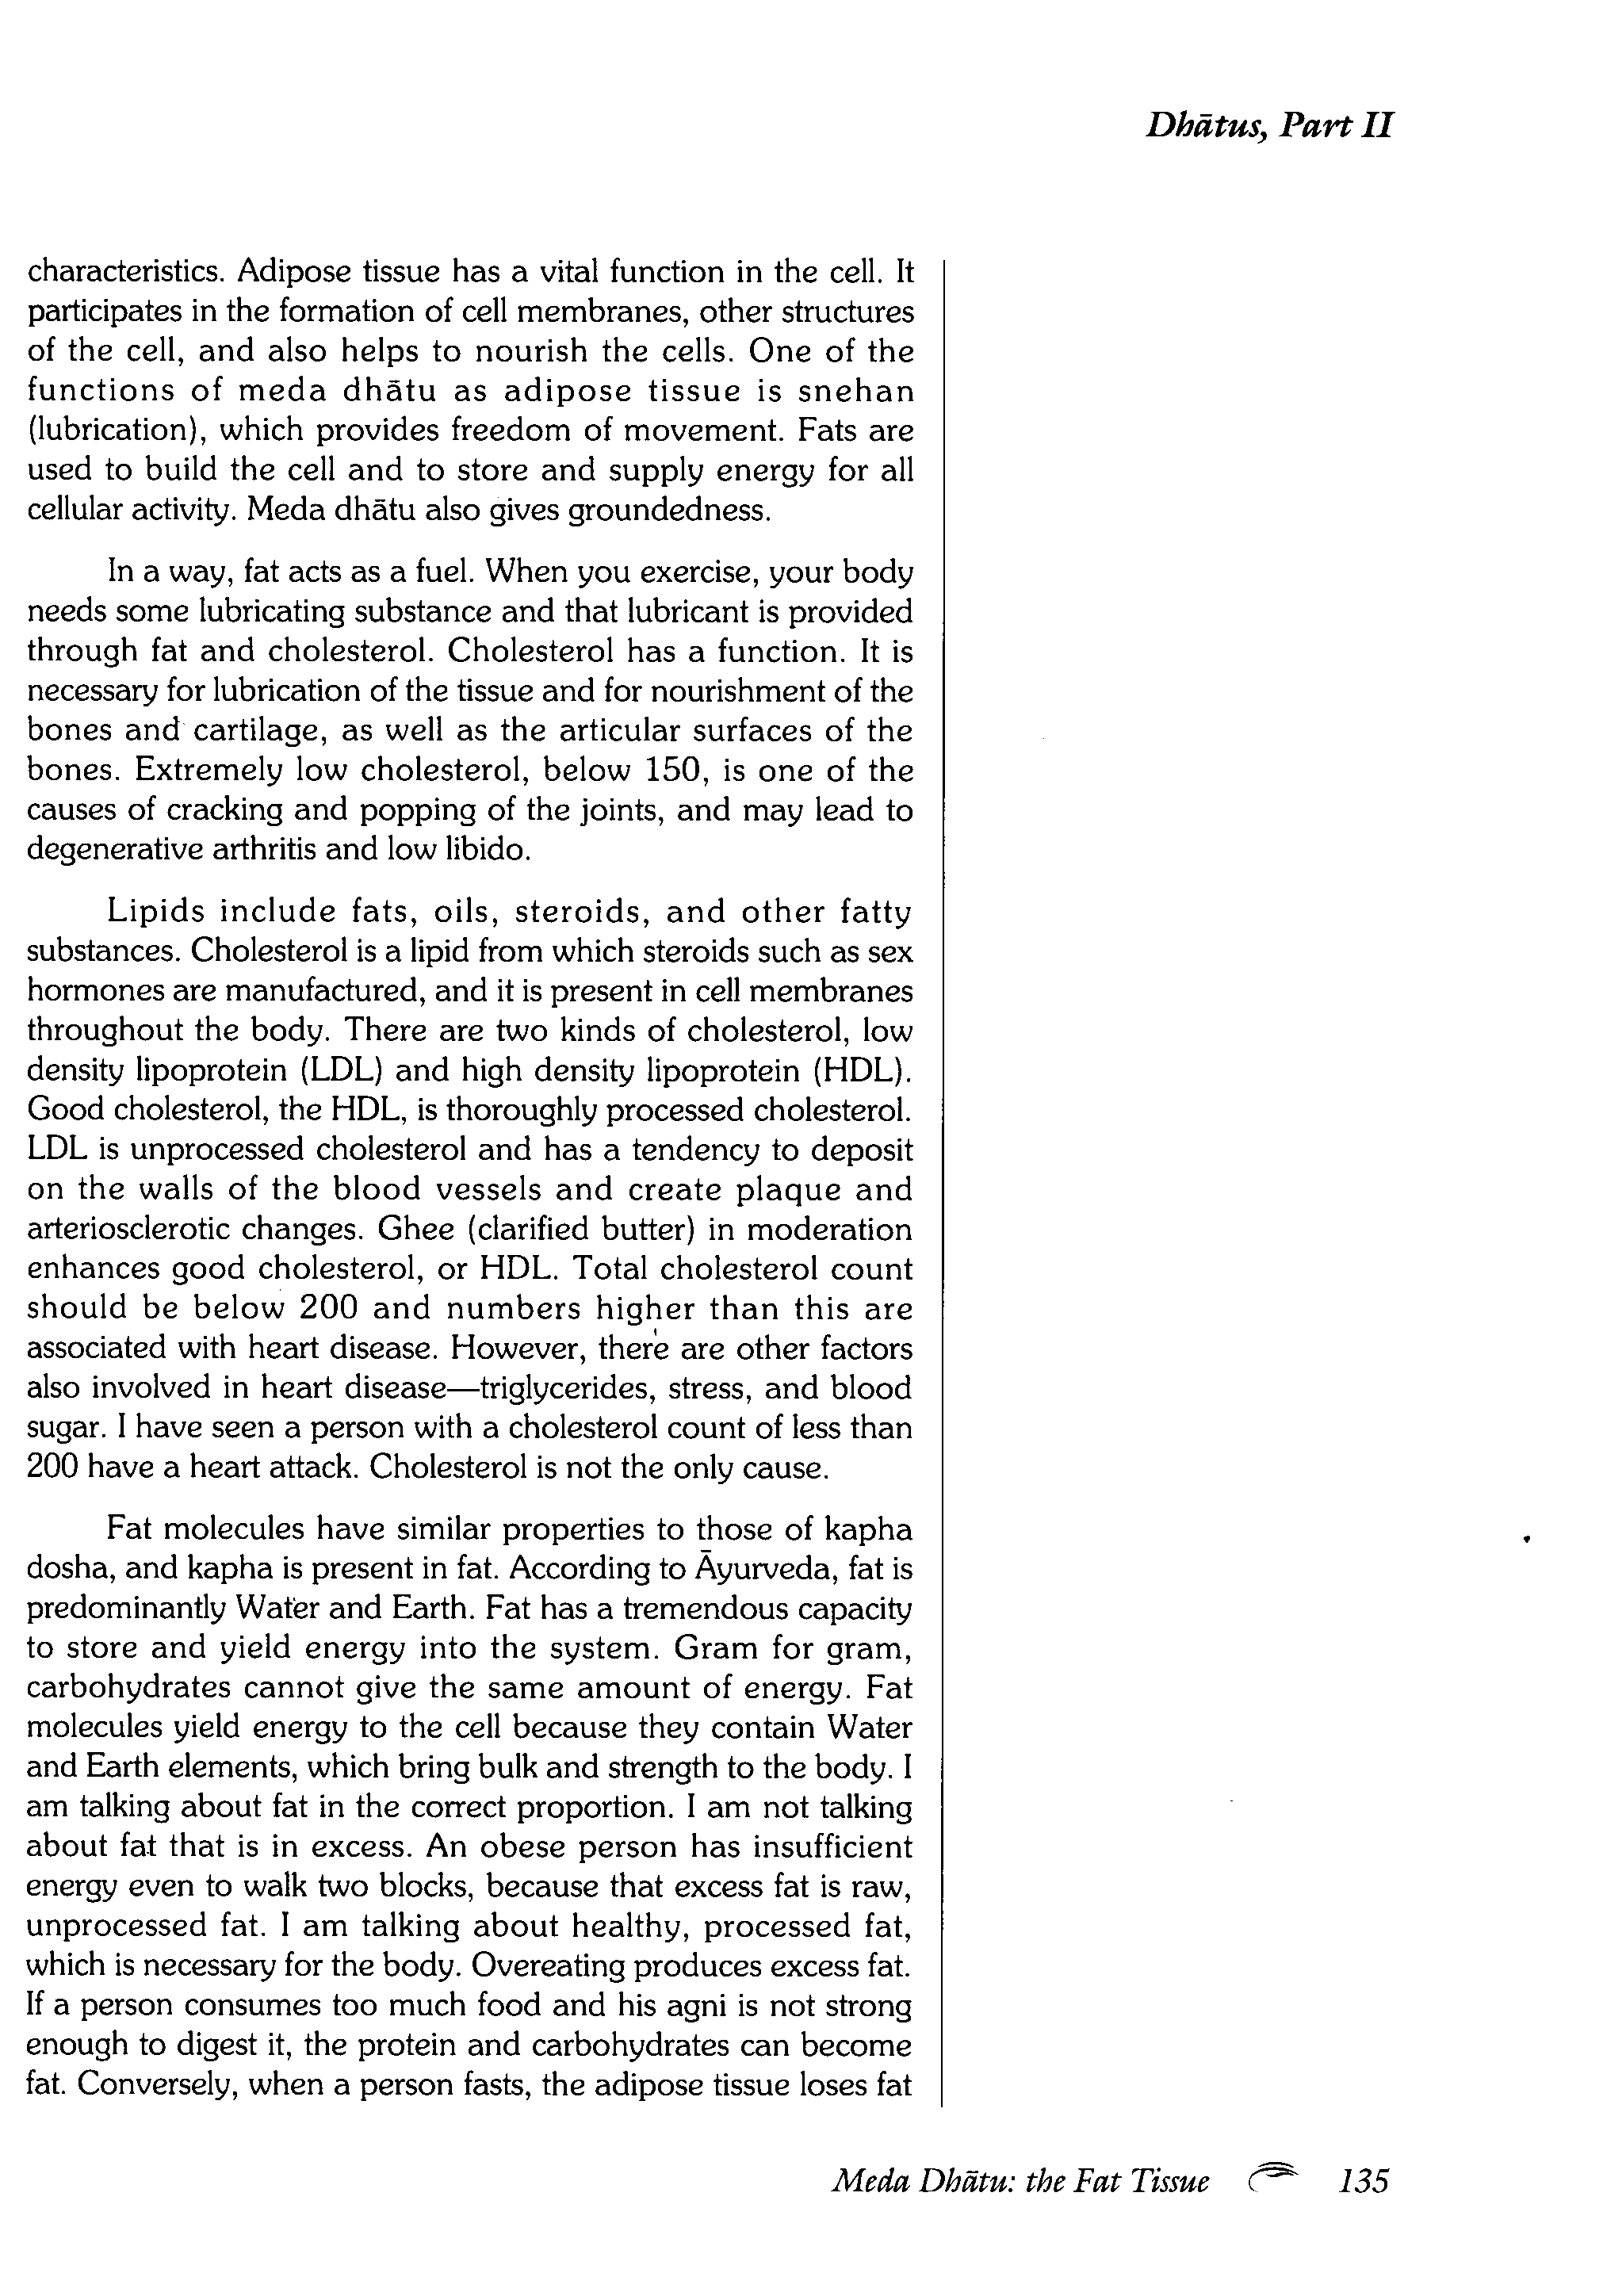 Dhātus, Part II
characteristics. Adipose tissue has a vital function in the cell. It
participates in the formation of cell membranes, other structures
of the cell, and also helps to nourish the cells. One of the
functions of meda dhātu as adipose tissue is snehan
(lubrication), which provides freedom of movement. Fats are
used to build the cell and to store and supply energy for all
cellular activity. Meda dhātu also gives groundedness.
In a way, fat acts as a fuel. When you exercise, your body
needs some lubricating substance and that lubricant is provided
through fat and cholesterol. Cholesterol has a function. It is
necessary for lubrication of the tissue and for nourishment of the
bones and cartilage, as well as the articular surfaces of the
bones. Extremely low cholesterol, below 150, is one of the
causes of cracking and popping of the joints, and may lead to
degenerative arthritis and low libido.
Lipids include fats, oils, steroids, and other fatty
substances. Cholesterol is a lipid from which steroids such as sex
hormones are manufactured, and it is present in cell membranes
throughout the body. There are two kinds of cholesterol, low
density lipoprotein (LDL) and high density lipoprotein (HDL).
Good cholesterol, the HDL, is thoroughly processed cholesterol.
LDL is unprocessed cholesterol and has a tendency to deposit
on the walls of the blood vessels and create plaque and
arteriosclerotic changes. Ghee (clarified butter) in moderation
enhances good cholesterol, or HDL. Total cholesterol count
should be below 200 and numbers higher than this are
associated with heart disease. However, there are other factors
also involved in heart disease—triglycerides, stress, and blood
sugar. I have seen a person with a cholesterol count of less than
200 have a heart attack. Cholesterol is not the only cause.
Fat molecules have similar properties to those of kapha
dosha, and kapha is present in fat. According to Āyurveda, fat is
predominantly Water and Earth. Fat has a tremendous capacity
to store and yield energy into the system. Gram for gram,
carbohydrates cannot give the same amount of energy. Fat
molecules yield energy to the cell because they contain Water
and Earth elements, which bring bulk and strength to the body. I
am talking about fat in the correct proportion. I am not talking
about fat that is in excess. An obese person has insufficient
energy even to walk two blocks, because that excess fat is raw,
unprocessed fat. I am talking about healthy, processed fat,
which is necessary for the body. Overeating produces excess fat.
If a person consumes too much food and his agni is not strong
enough to digest it, the protein and carbohydrates can become
fat. Conversely, when a person fasts, the adipose tissue loses fat
Meda Dhātu: the Fat Tissue 135